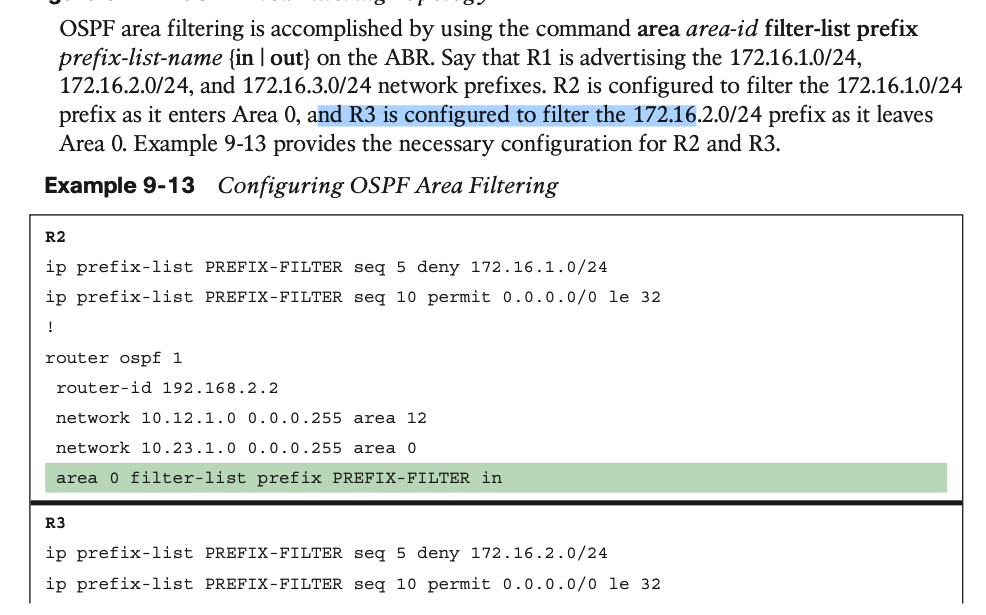 OSPF area filtering is accomplished by using the command area area-id filter-list prefix
prefix-list-name {in | out} on the ABR. Say that R1 is advertising the 172.16.1.0/24,
172.16.2.0/24, and 172.16.3.0/24 network prefixes. R2 is configured to filter the 172.16.1.0/24
prefix as it enters Area 0, and R3 is configured to filter the 172.16.2.0/24 prefix as it leaves
Area 0. Example 9-13 provides the necessary configuration for R2 and R3.
Example 9-13 Configuring OSPF Area Filtering
R2
ip prefix-list PREFIX-FILTER seq 5 deny 172.16.1.0/24
ip prefix-list PREFIX-FILTER seq 10 permit 0.0.0.0/0 le 32
!
router ospf 1
router-id 192.168.2.2
network 10.12.1.0 0.0.0.255 area 12
network 10.23.1.0 0.0.0.255 area 0
area 0 filter-list prefix PREFIX-FILTER in
R3
ip prefix-list PREFIX-FILTER seq 5 deny 172.16.2.0/24
ip prefix-list PREFIX-FILTER seq 10 permit 0.0.0.0/0 le 32